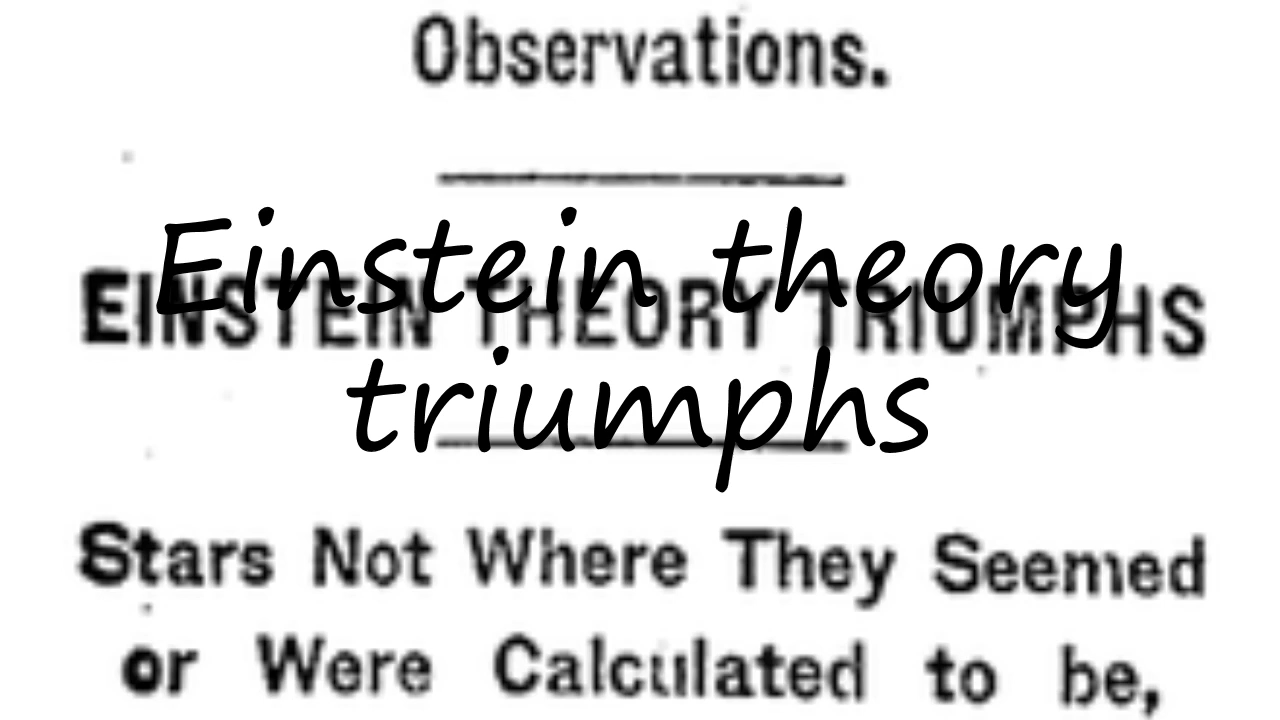 Observations.
Einstein theory
EINSTEIN THEORY TRIUMPHS
triumphs
Stars Not Where They Seemed
or Were Calculated to be,